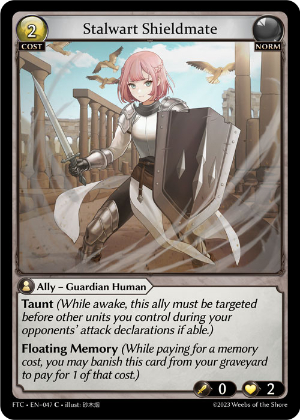 2 Stalwart Shieldmate
COST NORM
Ally – Guardian Human
Taunt (While awake, this ally must be targeted
before other units you control during your
opponents' attack declarations if able.)
Floating Memory (While paying for a memory
cost, you may banish this card from your graveyard
to pay for 1 of that cost.)
0 2
FTC • EN-047 C • illust: 砂木烟 ©2023 Weebs of the Shore